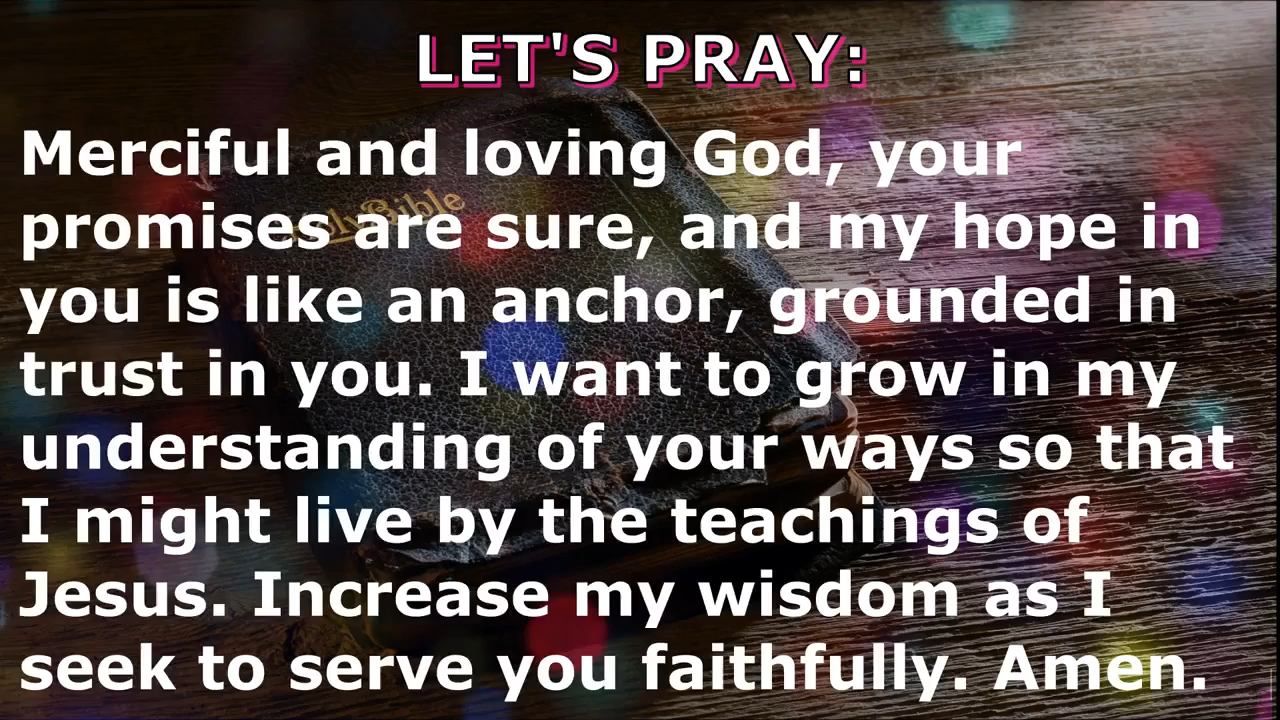 LET'S PRAY:
Merciful and loving God, your
promises are sure, and my hope in
you is like an anchor, grounded in
trust in you. I want to grow in my
understanding of your ways so that
I might live by the teachings of
Jesus. Increase my wisdom as I
seek to serve you faithfully. Amen.
Holy Bible